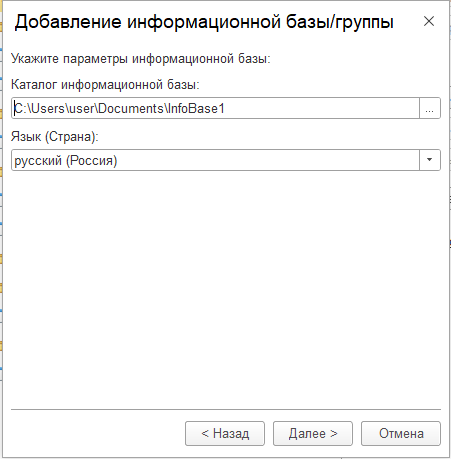 Добавление информационной базы/группы
Укажите параметры информационной базы:
Каталог информационной базы:
C:\Users\user\Documents\InfoBase1
...
Язык (Страна):
русский (Россия)
< Назад
Далее >
Отмена